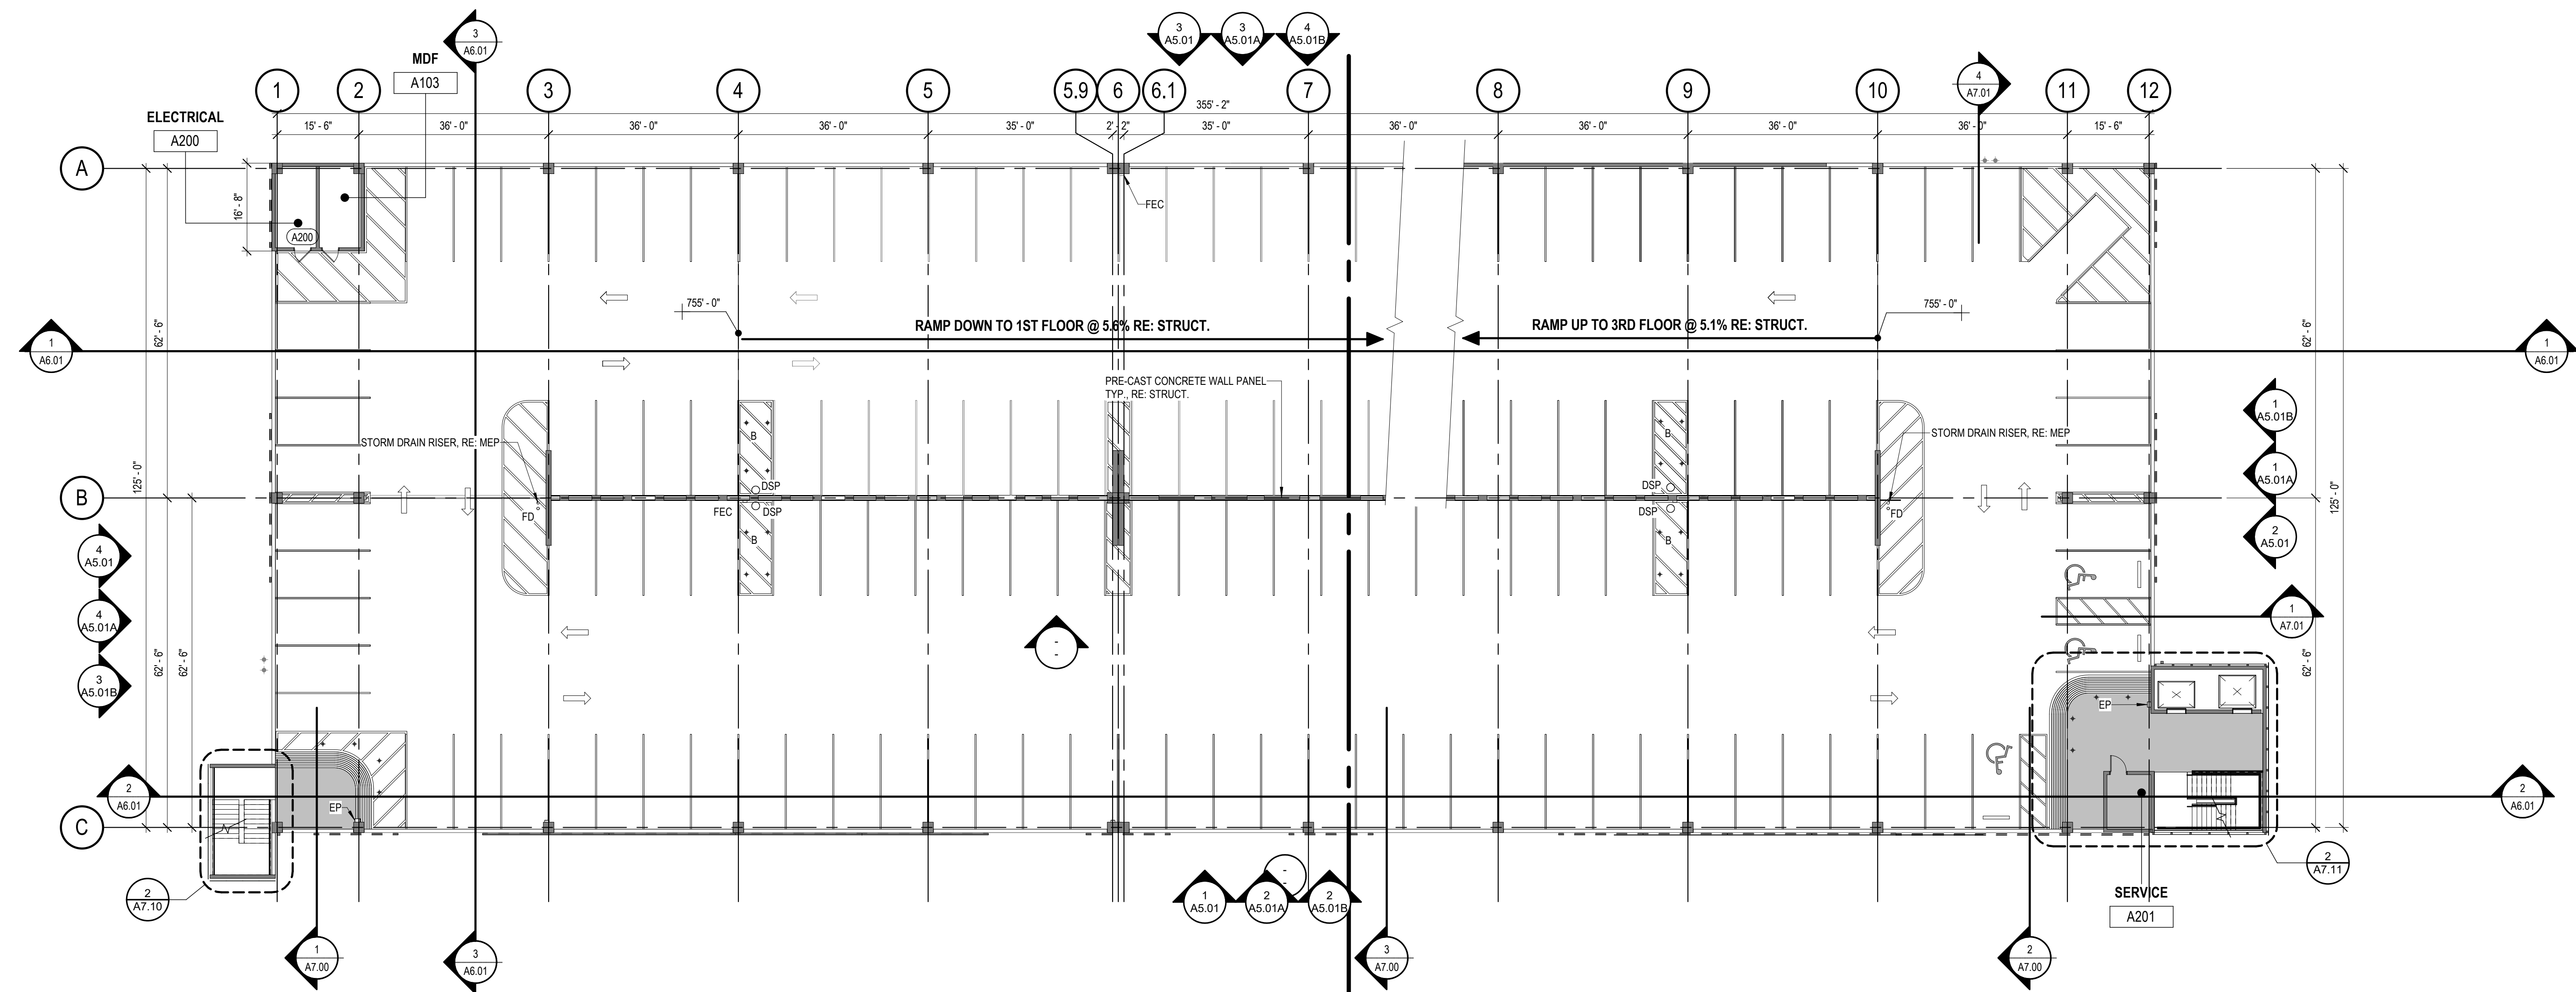 3
A6.01
3
A5.01
3
A5.01A
4
A5.01B
MDF
A103
4
A7.01
1
2
3
4
5
5.9
6
6.1
7
8
9
10
11
12
355' - 2"
15' - 6"
36' - 0"
36' - 0"
36' - 0"
35' - 0"
2' - 2"
35' - 0"
36' - 0"
36' - 0"
36' - 0"
36' - 0"
15' - 6"
ELECTRICAL
A200
A
16' - 8"
A200
FEC
755' - 0"
755' - 0"
RAMP DOWN TO 1ST FLOOR @ 5.6% RE: STRUCT.
RAMP UP TO 3RD FLOOR @ 5.1% RE: STRUCT.
62' - 6"
62' - 6"
1
A6.01
1
A6.01
PRE-CAST CONCRETE WALL PANEL
TYP., RE: STRUCT.
1
A5.01B
STORM DRAIN RISER, RE: MEP
B
B
STORM DRAIN RISER, RE: MEP
1
A5.01A
125' - 0"
125' - 0"
B
DSP
DSP
FD
FEC
DSP
DSP
FD
2
A5.01
B
B
4
A5.01
4
A5.01A
1
A7.01
-
-
62' - 6"
62' - 6"
62' - 6"
3
A5.01B
EP
2
A6.01
EP
2
A6.01
C
2
A7.10
-
-
1
A5.01
2
A5.01A
2
A5.01B
2
A7.11
SERVICE
A201
1
A7.00
3
A6.01
3
A7.00
2
A7.00